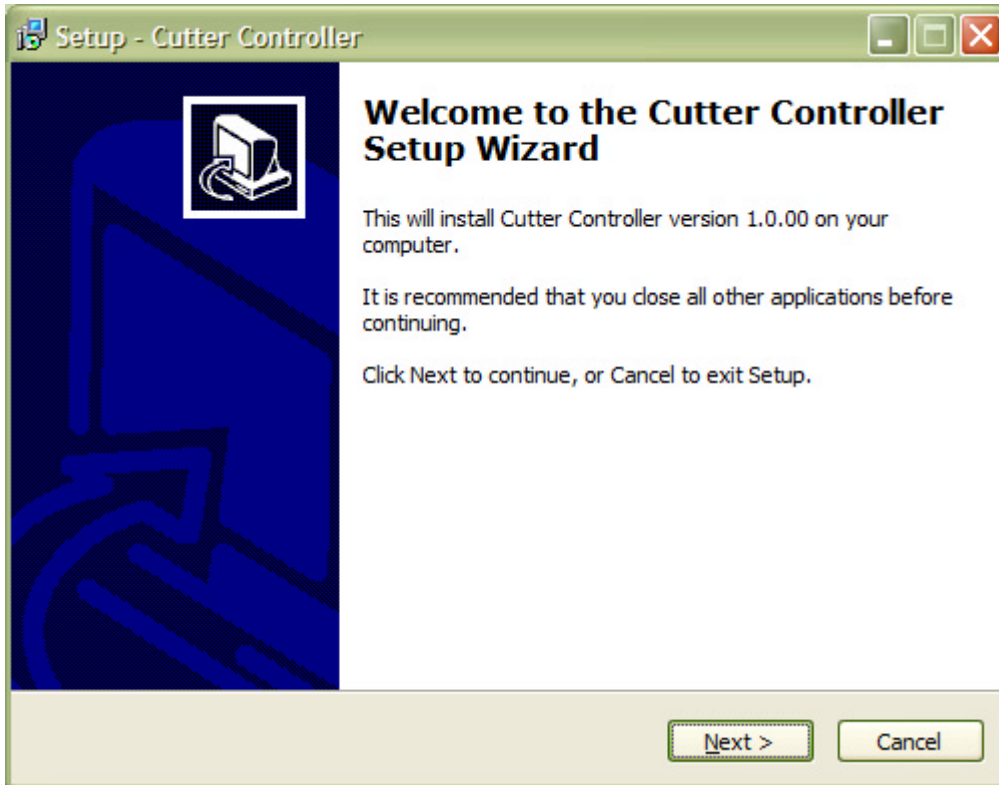 Setup - Cutter Controller
Welcome to the Cutter Controller
Setup Wizard
This will install Cutter Controller version 1.0.00 on your
computer.
It is recommended that you close all other applications before
continuing.
Click Next to continue, or Cancel to exit Setup.
Next >
Cancel